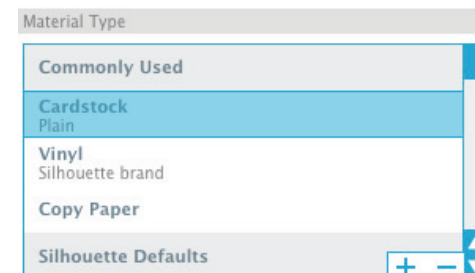 Material Type
Commonly Used
Cardstock
Plain
Vinyl
Silhouette brand
Copy Paper
Silhouette Defaults
+ −